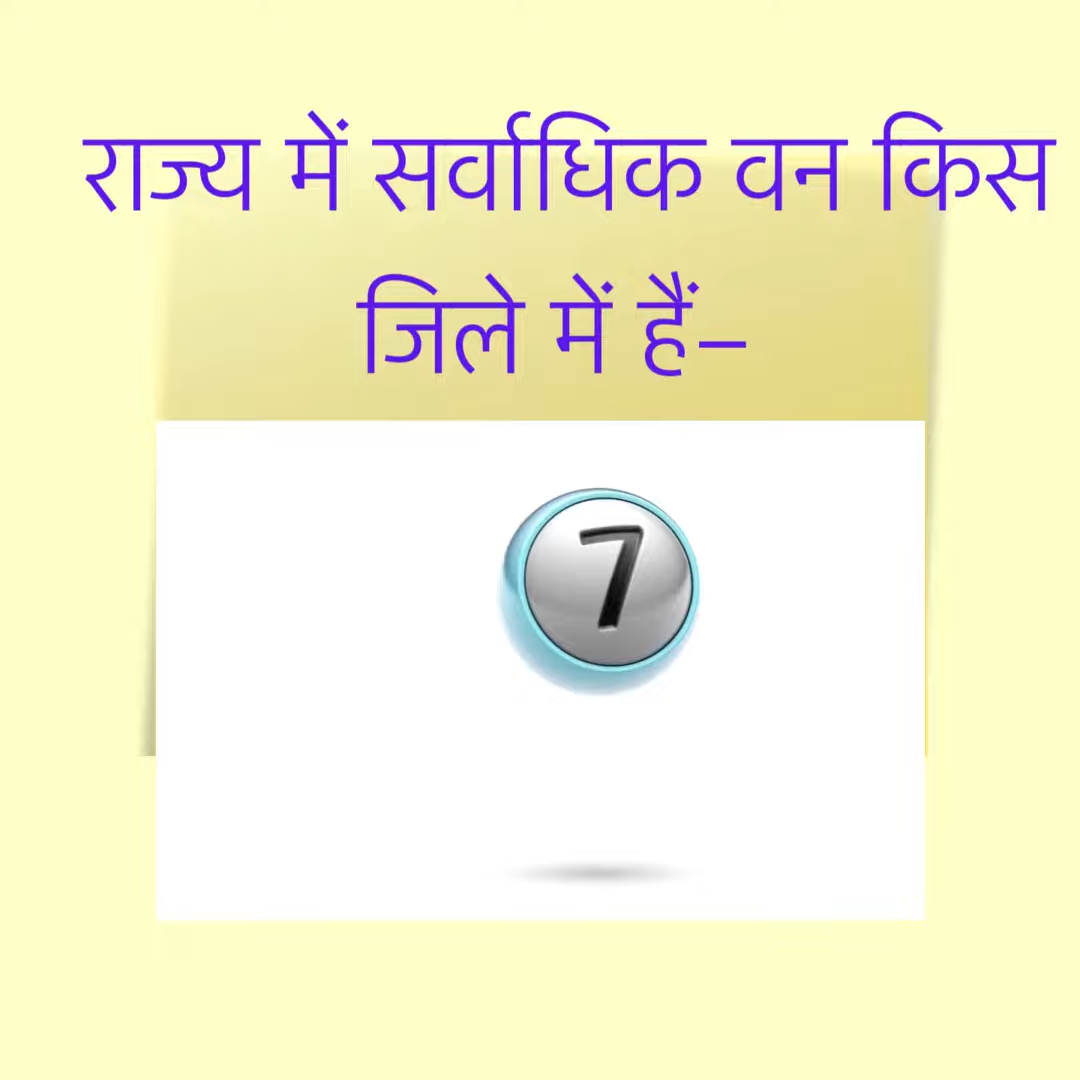 राज्य में सर्वाधिक वन किस
जिले में हैं–
7